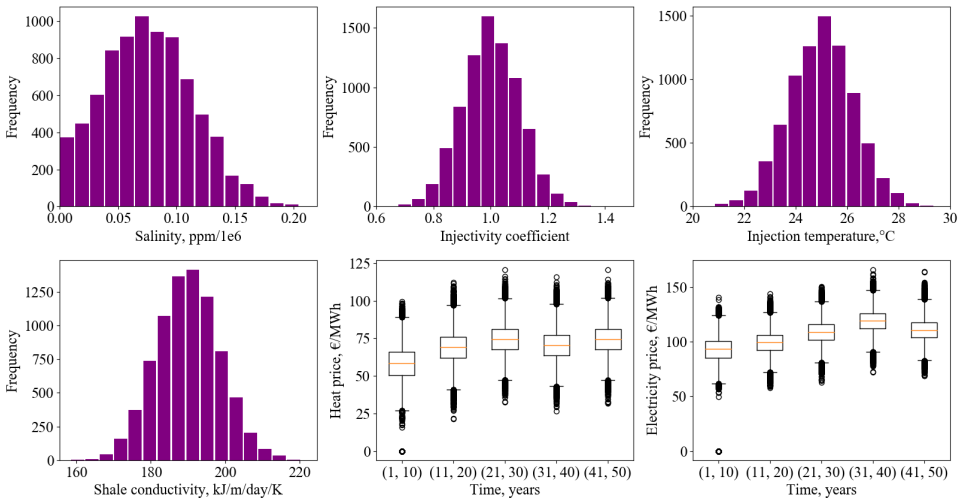 1000
800
600
400
200
0
Frequency
0.00 0.05 0.10 0.15 0.20
Salinity, ppm/1e6
1500
1000
500
0
Frequency
0.6 0.8 1.0 1.2 1.4
Injectivity coefficient
1500
1000
500
0
Frequency
20 22 24 26 28 30
Injection temperature,°C
1250
1000
750
500
250
0
Frequency
160 180 200 220
Shale conductivity, kJ/m/day/K
125
100
75
50
25
0
Heat price, €/MWh
(1, 10) (11, 20) (21, 30) (31, 40) (41, 50)
Time, years
150
100
50
0
Electricity price, €/MWh
(1, 10) (11, 20) (21, 30) (31, 40) (41, 50)
Time, years